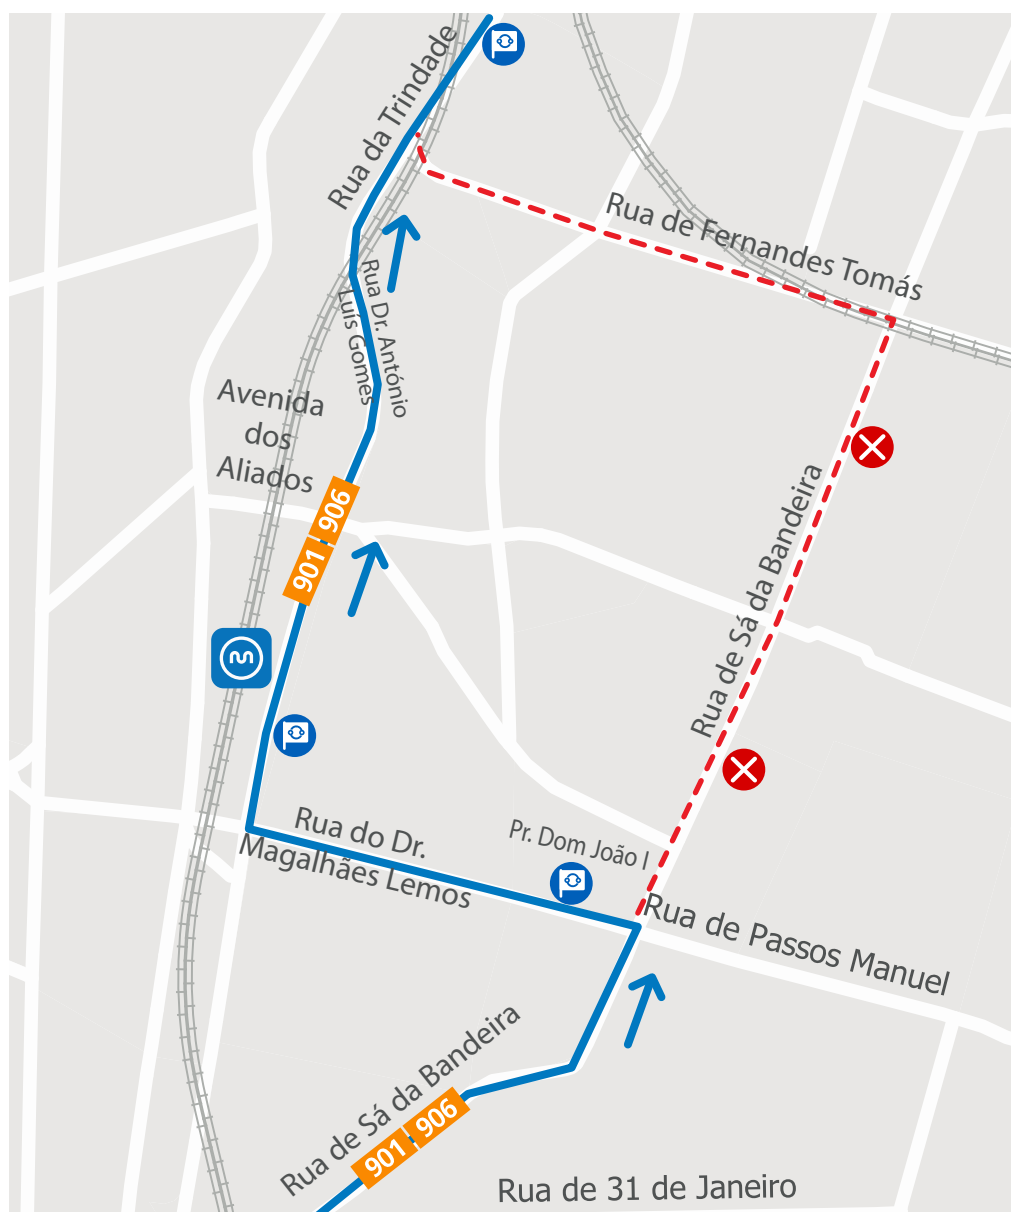 Rua da Trindade
Rua de Fernandes Tomás
Rua Dr. António
Luís Gomes
Avenida
dos
Aliados
901 906
Rua de Sá da Bandeira
Rua do Dr.
Magalhães Lemos
Pr. Dom João I
Rua de Passos Manuel
Rua de Sá da Bandeira
901 906
Rua de 31 de Janeiro